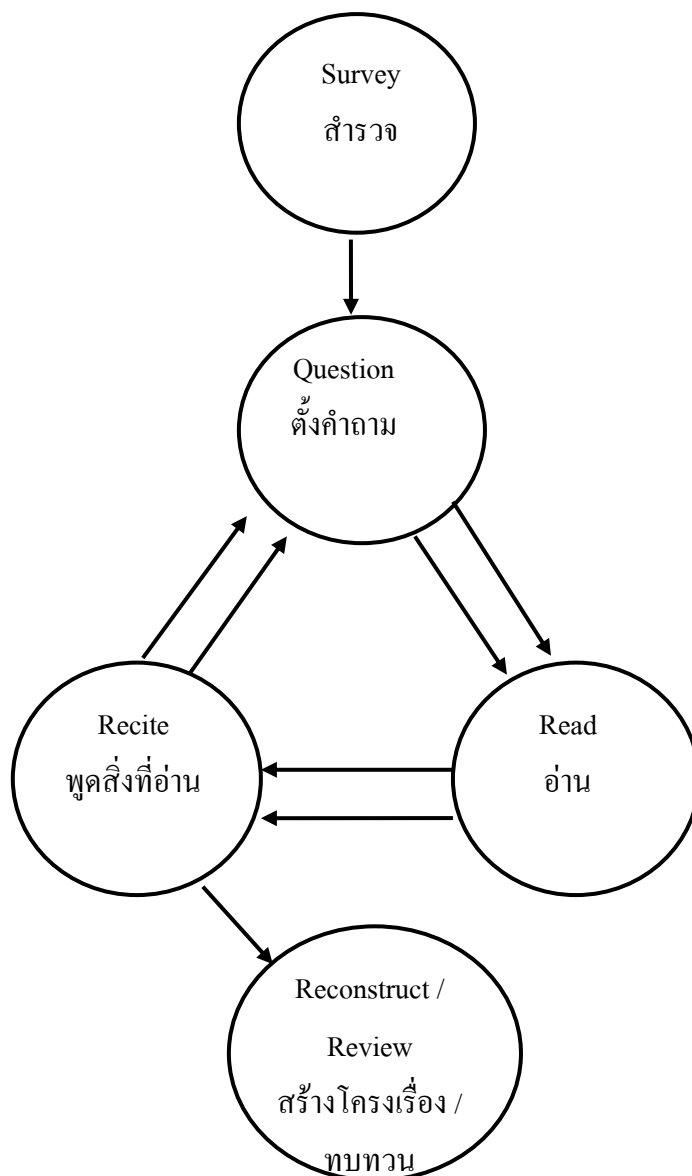 Survey
สำรวจ
Question
ตั้งคำถาม
Recite
พูดสิ่งที่อ่าน
Read
อ่าน
Reconstruct /
Review
สร้างโครงเรื่อง /
ทบทวน